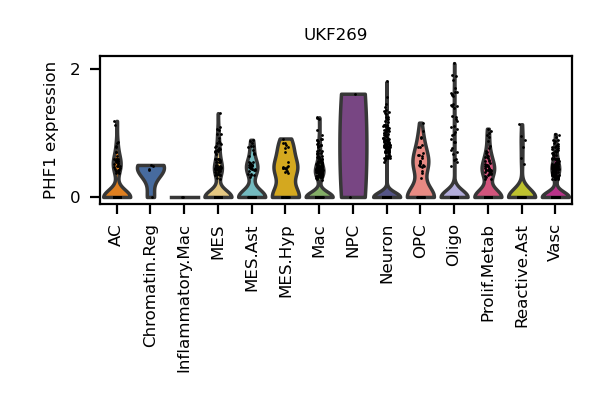 UKF269
PHF1 expression
2
0
AC
Chromatin.Reg
Inflammatory.Mac
MES
MES.Ast
MES.Hyp
Mac
NPC
Neuron
OPC
Oligo
Prolif.Metab
Reactive.Ast
Vasc